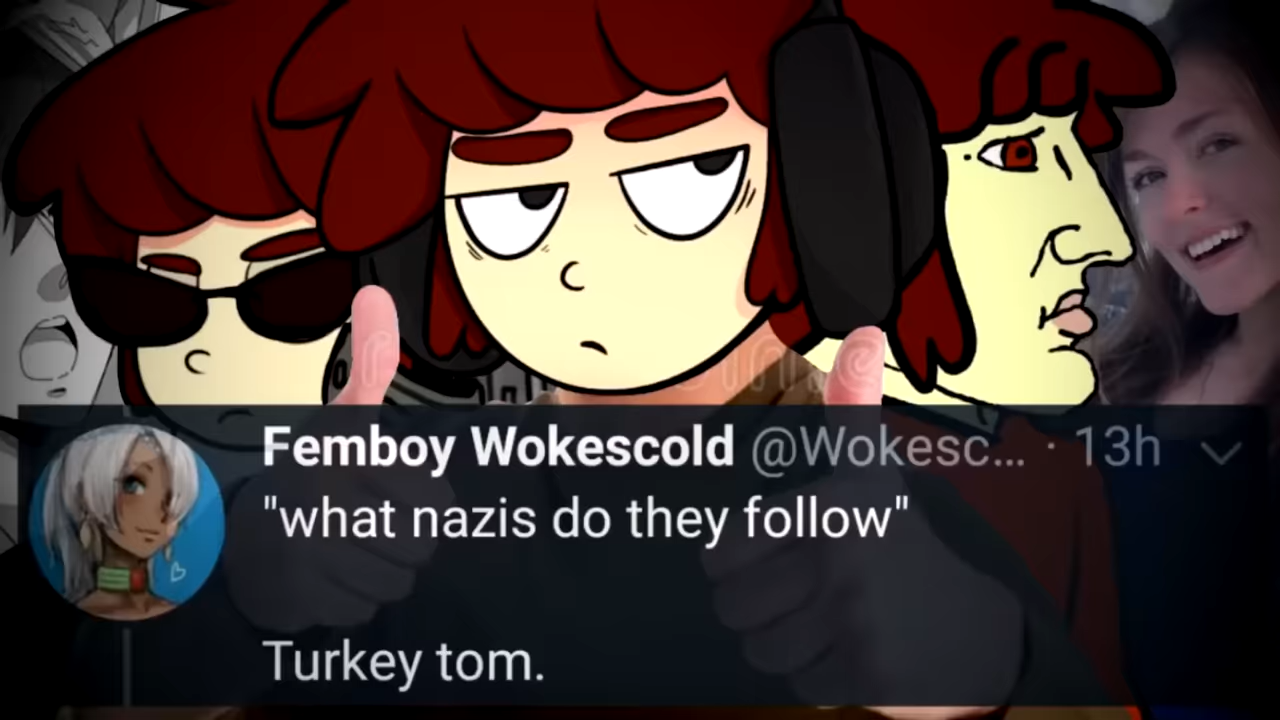 Femboy Wokescold @Wokesc... · 13h
"what nazis do they follow"
Turkey tom.